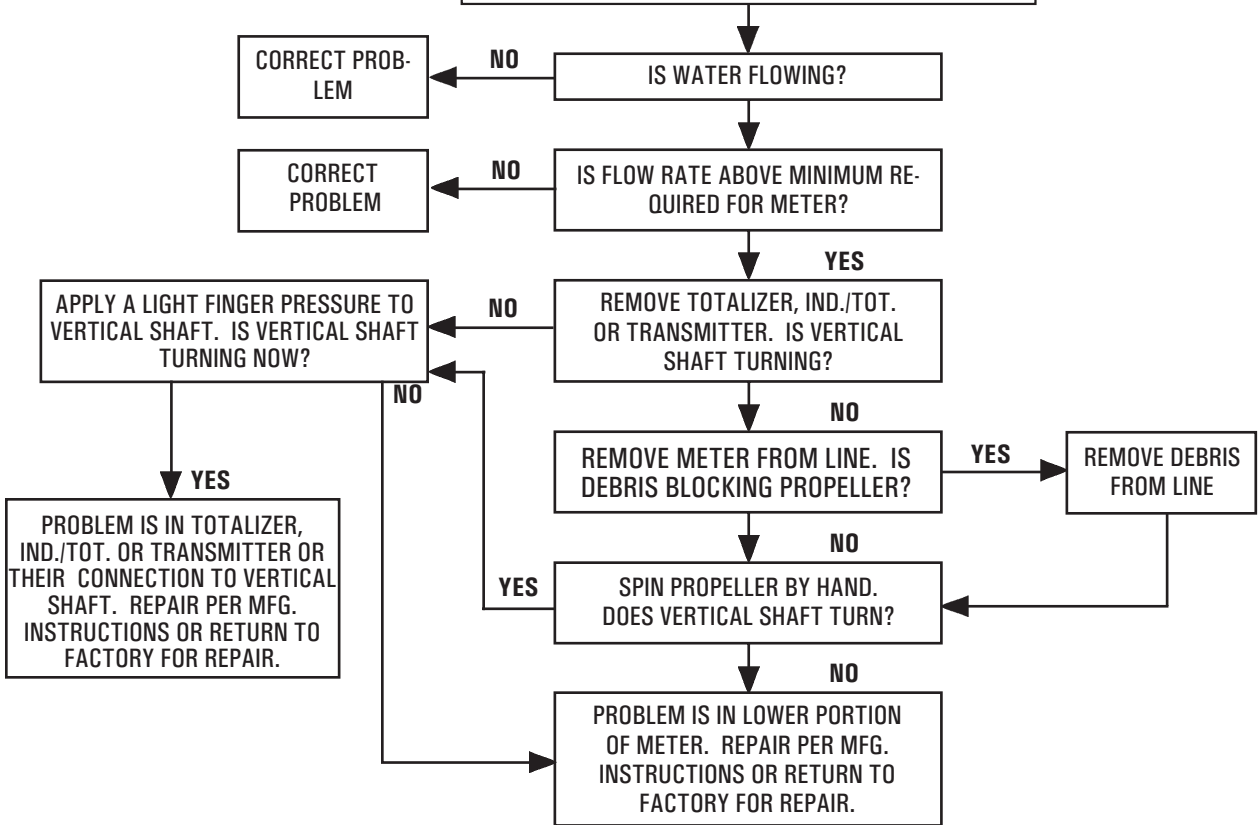 CORRECT PROB-
LEM
NO
IS WATER FLOWING?
CORRECT
PROBLEM
NO
IS FLOW RATE ABOVE MINIMUM RE-
QUIRED FOR METER?
YES
APPLY A LIGHT FINGER PRESSURE TO
VERTICAL SHAFT. IS VERTICAL SHAFT
TURNING NOW?
NO
REMOVE TOTALIZER, IND./TOT.
OR TRANSMITTER. IS VERTICAL
SHAFT TURNING?
NO
NO
REMOVE METER FROM LINE. IS
DEBRIS BLOCKING PROPELLER?
YES
REMOVE DEBRIS
FROM LINE
YES
PROBLEM IS IN TOTALIZER,
IND./TOT. OR TRANSMITTER OR
THEIR CONNECTION TO VERTICAL
SHAFT. REPAIR PER MFG.
INSTRUCTIONS OR RETURN TO
FACTORY FOR REPAIR.
NO
YES
SPIN PROPELLER BY HAND.
DOES VERTICAL SHAFT TURN?
NO
PROBLEM IS IN LOWER PORTION
OF METER. REPAIR PER MFG.
INSTRUCTIONS OR RETURN TO
FACTORY FOR REPAIR.